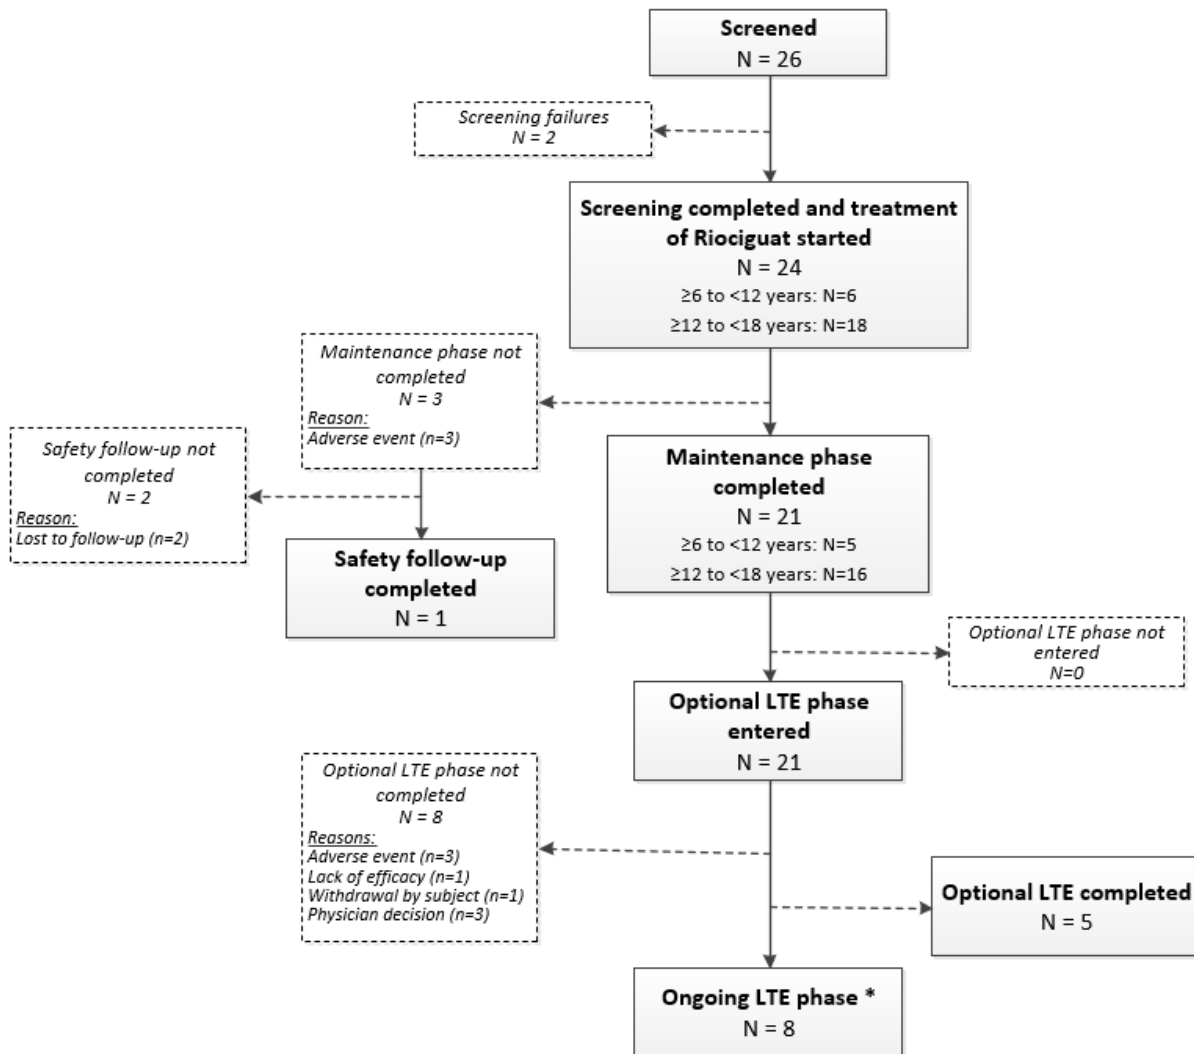 Screened
N = 26
Screening failures
N = 2
Screening completed and treatment
of Riociguat started
N = 24
≥6 to <12 years: N=6
≥12 to <18 years: N=18
Maintenance phase not
completed
N = 3
Reason:
Adverse event (n=3)
Safety follow-up not
completed
N = 2
Reason:
Lost to follow-up (n=2)
Maintenance phase
completed
N = 21
≥6 to <12 years: N=5
≥12 to <18 years: N=16
Safety follow-up
completed
N = 1
Optional LTE phase not
entered
N=0
Optional LTE phase
entered
N = 21
Optional LTE phase not
completed
N = 8
Reasons:
Adverse event (n=3)
Lack of efficacy (n=1)
Withdrawal by subject (n=1)
Physician decision (n=3)
Optional LTE completed
N = 5
Ongoing LTE phase *
N = 8